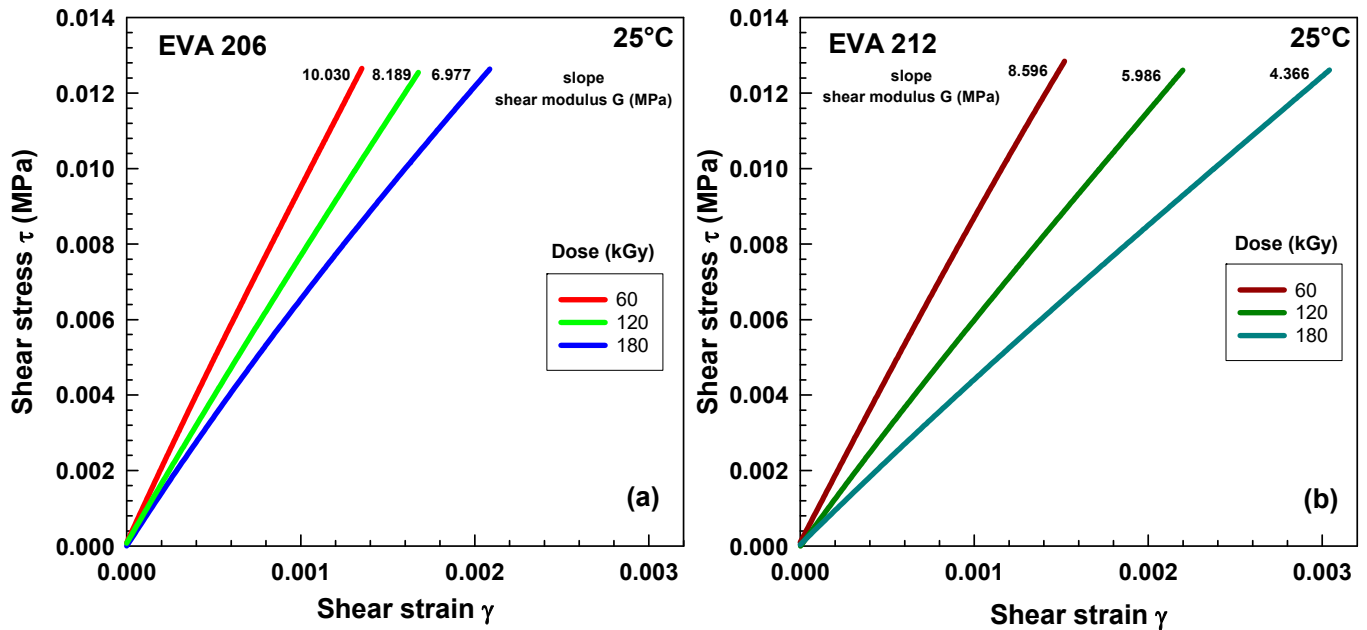 EVA 206
25°C
10.030
8.189
6.977
slope
shear modulus G (MPa)
Shear stress τ (MPa)
0.014
0.012
0.010
0.008
0.006
0.004
0.002
0.000
Dose (kGy)
60
120
180
(a)
0.000
0.001
0.002
0.003
Shear strain γ
EVA 212
25°C
slope
shear modulus G (MPa)
8.596
5.986
4.366
Shear stress τ (MPa)
0.014
0.012
0.010
0.008
0.006
0.004
0.002
0.000
Dose (kGy)
60
120
180
(b)
0.000
0.001
0.002
0.003
Shear strain γ